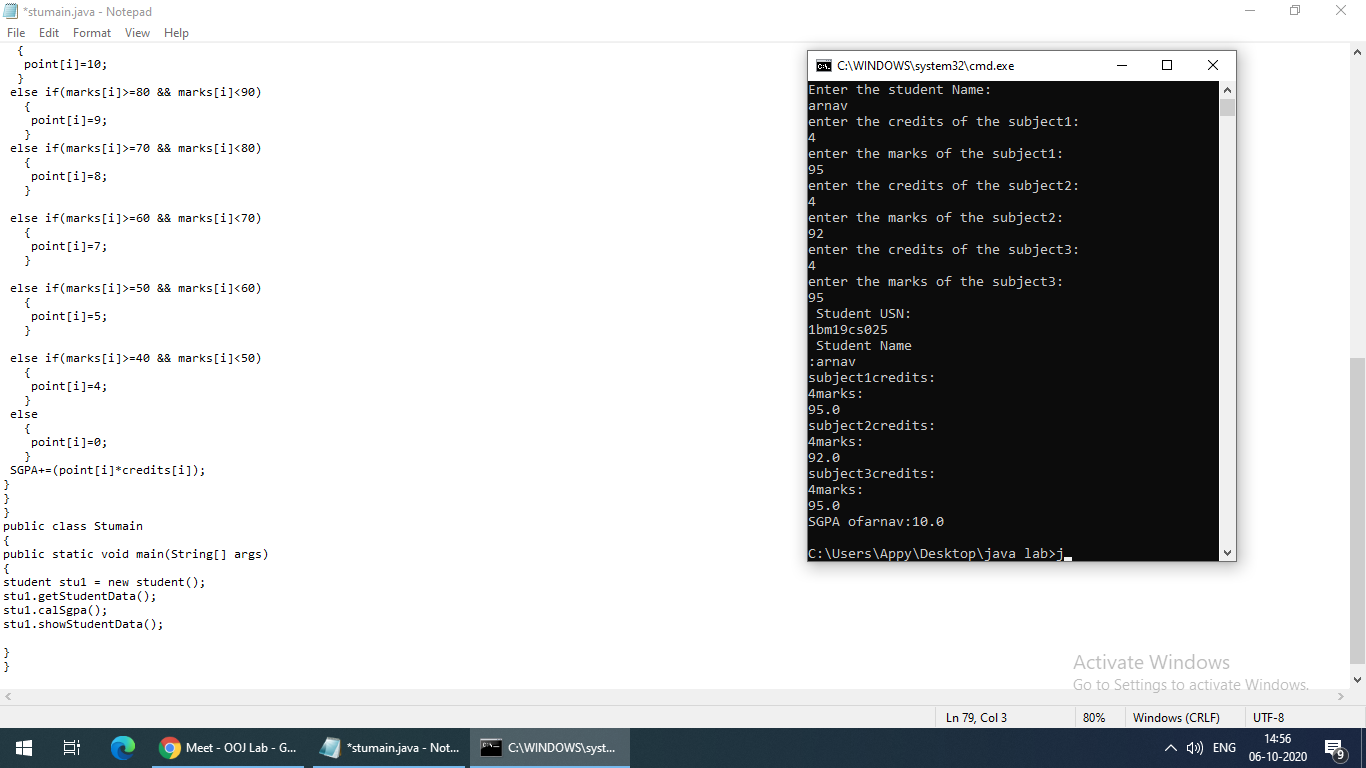 *stumain.java - Notepad
File Edit Format View Help
{
point[i]=10;
}
else if(marks[i]>=80 && marks[i]<90)
{
point[i]=9;
}
else if(marks[i]>=70 && marks[i]<80)
{
point[i]=8;
}
else if(marks[i]>=60 && marks[i]<70)
{
point[i]=7;
}
else if(marks[i]>=50 && marks[i]<60)
{
point[i]=5;
}
else if(marks[i]>=40 && marks[i]<50)
{
point[i]=4;
}
else
{
point[i]=0;
}
SGPA+=(point[i]*credits[i]);
}
}
}
public class Stumain
{
public static void main(String[] args)
{
student stu1 = new student();
stu1.getStudentData();
stu1.calSgpa();
stu1.showStudentData();
}
}
C:\WINDOWS\system32\cmd.exe
Enter the student Name:
arnav
enter the credits of the subject1:
4
enter the marks of the subject1:
95
enter the credits of the subject2:
4
enter the marks of the subject2:
92
enter the credits of the subject3:
4
enter the marks of the subject3:
95
Student USN:
1bm19cs025
Student Name
:arnav
subject1credits:
4marks:
95.0
subject2credits:
4marks:
92.0
subject3credits:
4marks:
95.0
SGPA ofarnav:10.0
C:\Users\Appy\Desktop\java lab>j
Activate Windows
Go to Settings to activate Windows.
Ln 79, Col 3 80% Windows (CRLF) UTF-8
Meet - OOJ Lab - G... *stumain.java - Not... C:\WINDOWS\syst... ENG 14:56
06-10-2020 9